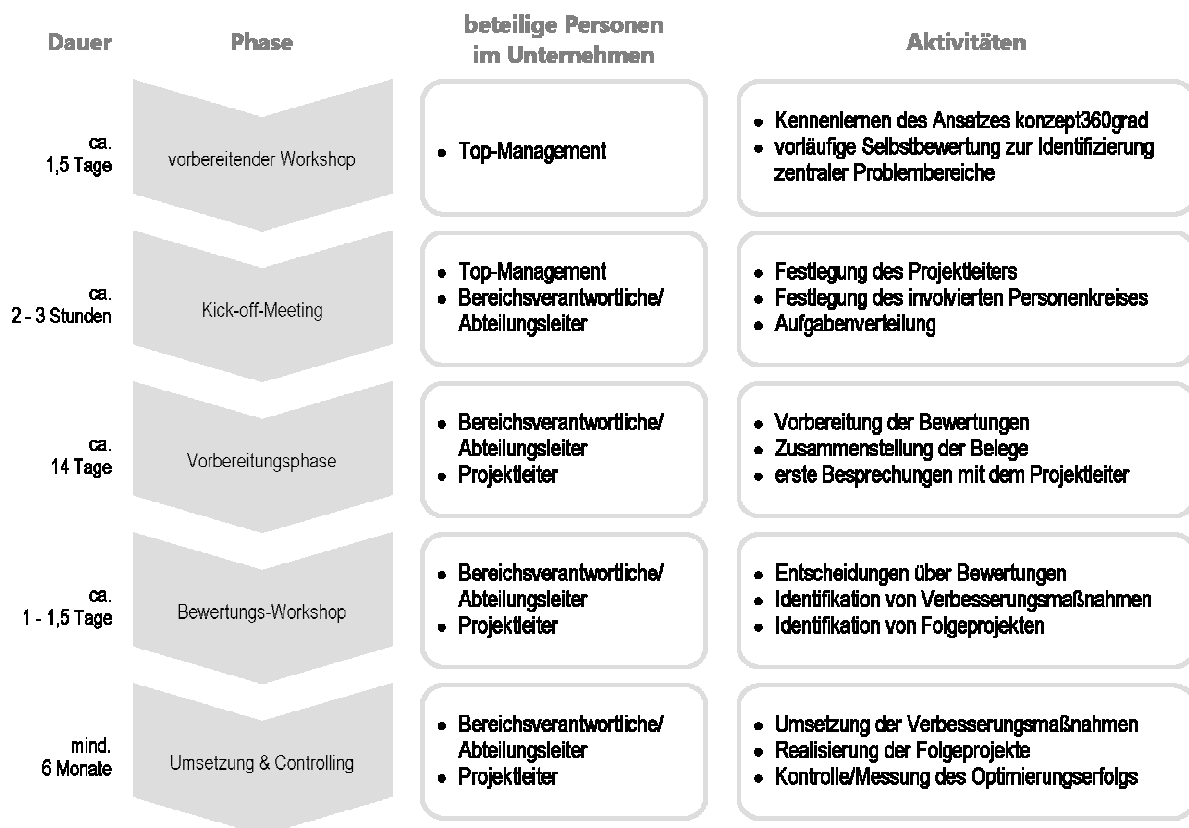 Dauer
Phase
beteilige Personen
im Unternehmen
Aktivitäten
ca.
1,5 Tage
vorbereitender Workshop
• Top-Management
• Kennenlernen des Ansatzes konzept360grad
• vorläufige Selbstbewertung zur Identifizierung
zentraler Problembereiche
ca.
2 - 3 Stunden
Kick-off-Meeting
• Top-Management
• Bereichsverantwortliche/
Abteilungsleiter
• Festlegung des Projektleiters
• Festlegung des involvierten Personenkreises
• Aufgabenverteilung
ca.
14 Tage
Vorbereitungsphase
• Bereichsverantwortliche/
Abteilungsleiter
• Projektleiter
• Vorbereitung der Bewertungen
• Zusammenstellung der Belege
• erste Besprechungen mit dem Projektleiter
ca.
1 - 1,5 Tage
Bewertungs-Workshop
• Bereichsverantwortliche/
Abteilungsleiter
• Projektleiter
• Entscheidungen über Bewertungen
• Identifikation von Verbesserungsmaßnahmen
• Identifikation von Folgeprojekten
mind.
6 Monate
Umsetzung & Controlling
• Bereichsverantwortliche/
Abteilungsleiter
• Projektleiter
• Umsetzung der Verbesserungsmaßnahmen
• Realisierung der Folgeprojekte
• Kontrolle/Messung des Optimierungserfolgs